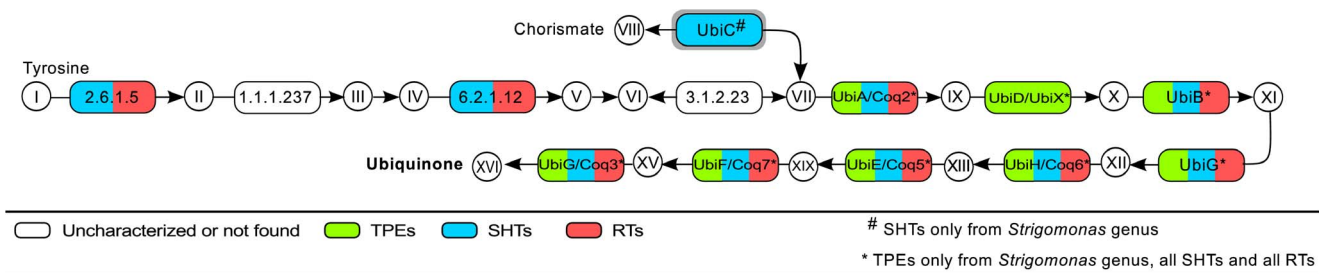 Chorismate VIII UbiC#
Tyrosine
I 2.6.1.5 II 1.1.1.237 III IV 6.2.1.12 V VI 3.1.2.23 VII UbiA/Coq2* IX UbiD/UbiX* X UbiB* XI
Ubiquinone XVI UbiG/Coq3* XV UbiF/Coq7* XIX UbiE/Coq5* XIII UbiH/Coq6* XII UbiG*
Uncharacterized or not found TPEs SHTs RTs
# SHTs only from Strigomonas genus
* TPEs only from Strigomonas genus, all SHTs and all RTs